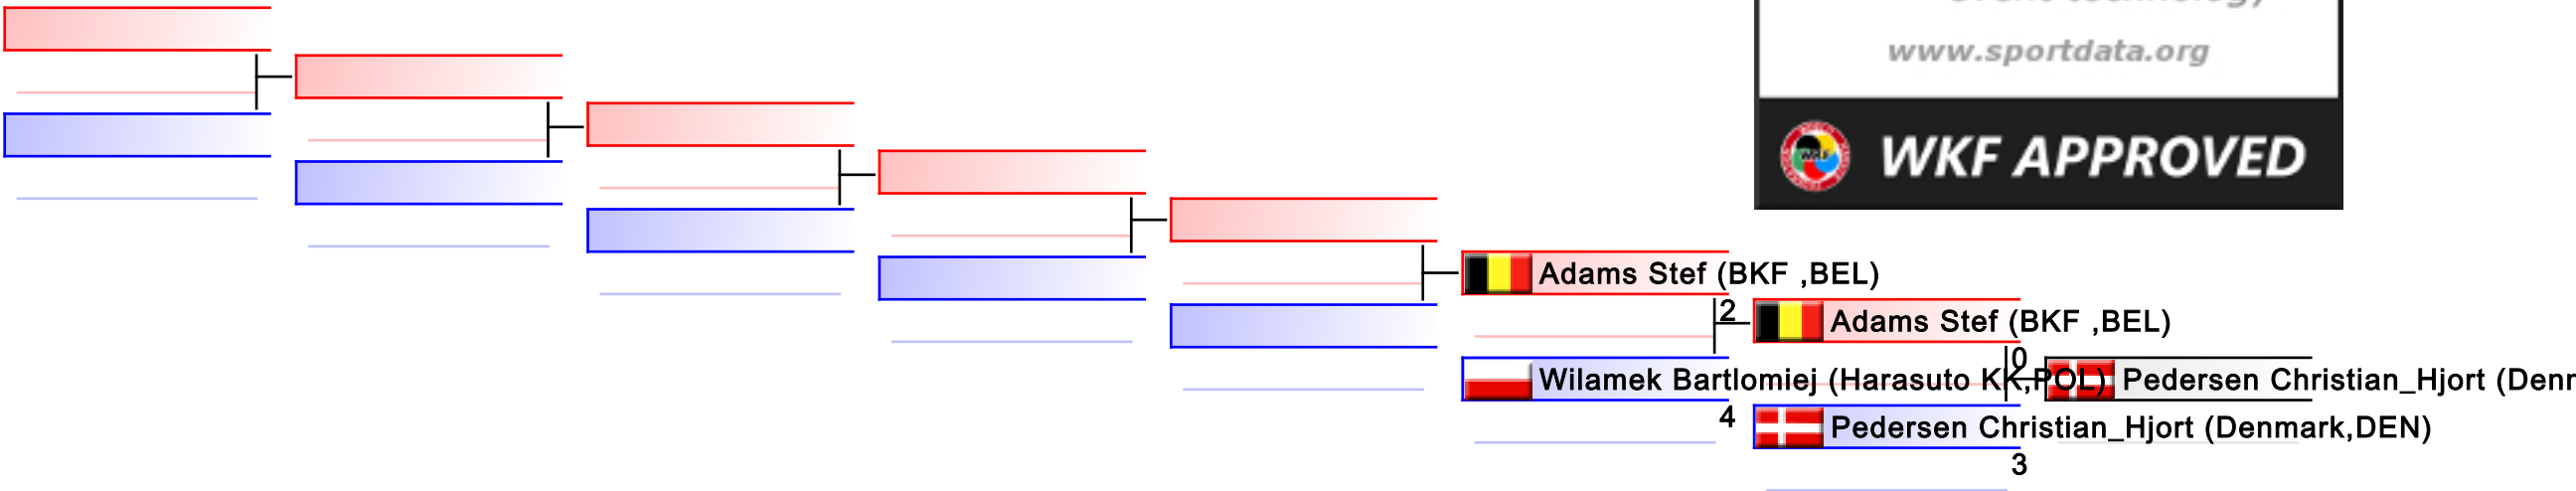 www.sportdata.org
WKF APPROVED
Adams Stef (BKF ,BEL)
2
Adams Stef (BKF ,BEL)
0
Wilamek Bartlomiej (Harasuto KK,POL)
Pedersen Christian_Hjort (Denm
4
Pedersen Christian_Hjort (Denmark,DEN)
3